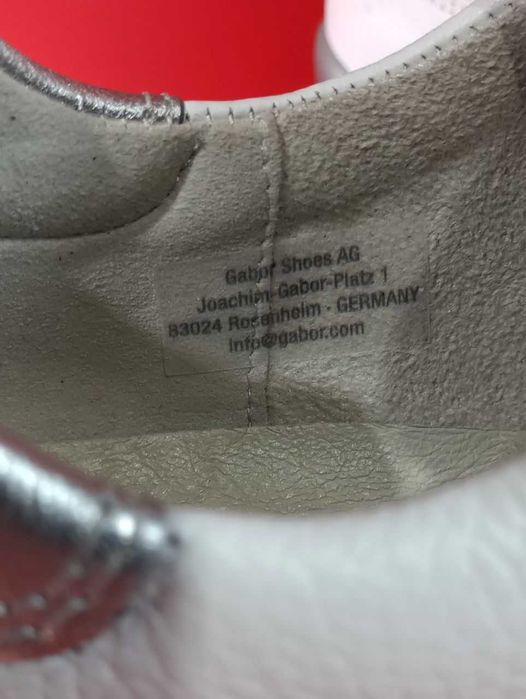 Gabor Shoes AG
Joachim-Gabor-Platz 1
83024 Rosenheim · GERMANY
info@gabor.com